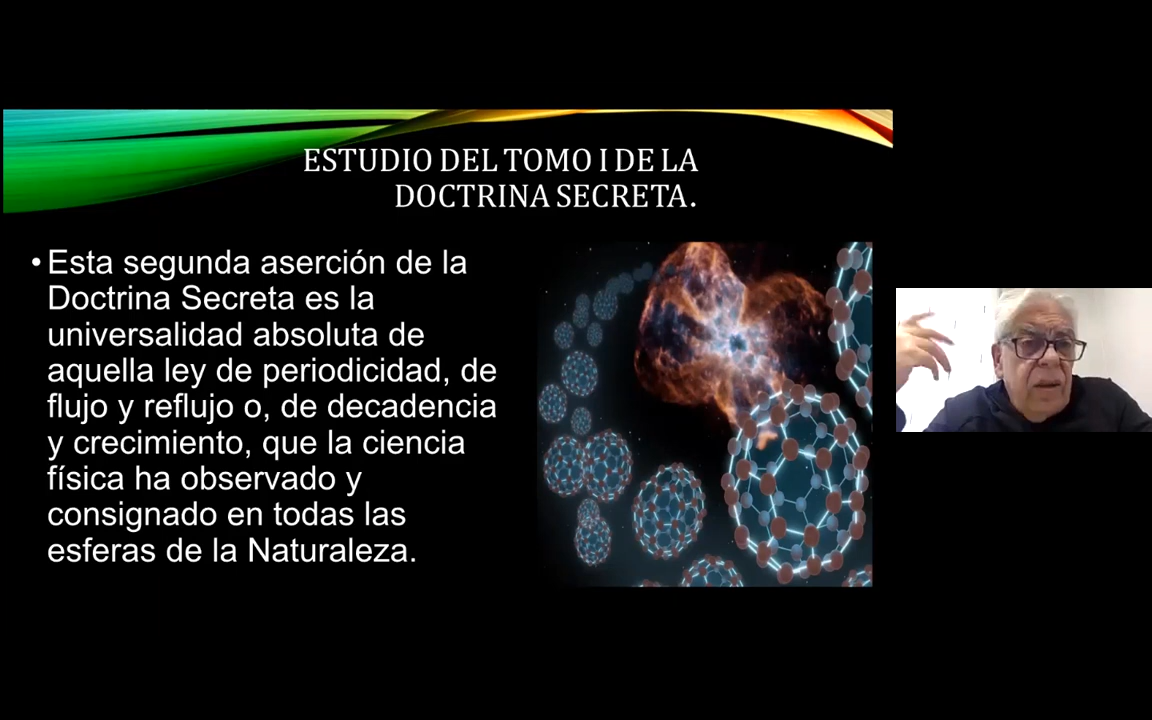 ESTUDIO DEL TOMO I DE LA
DOCTRINA SECRETA.
• Esta segunda aserción de la
Doctrina Secreta es la
universalidad absoluta de
aquella ley de periodicidad, de
flujo y reflujo o, de decadencia
y crecimiento, que la ciencia
física ha observado y
consignado en todas las
esferas de la Naturaleza.